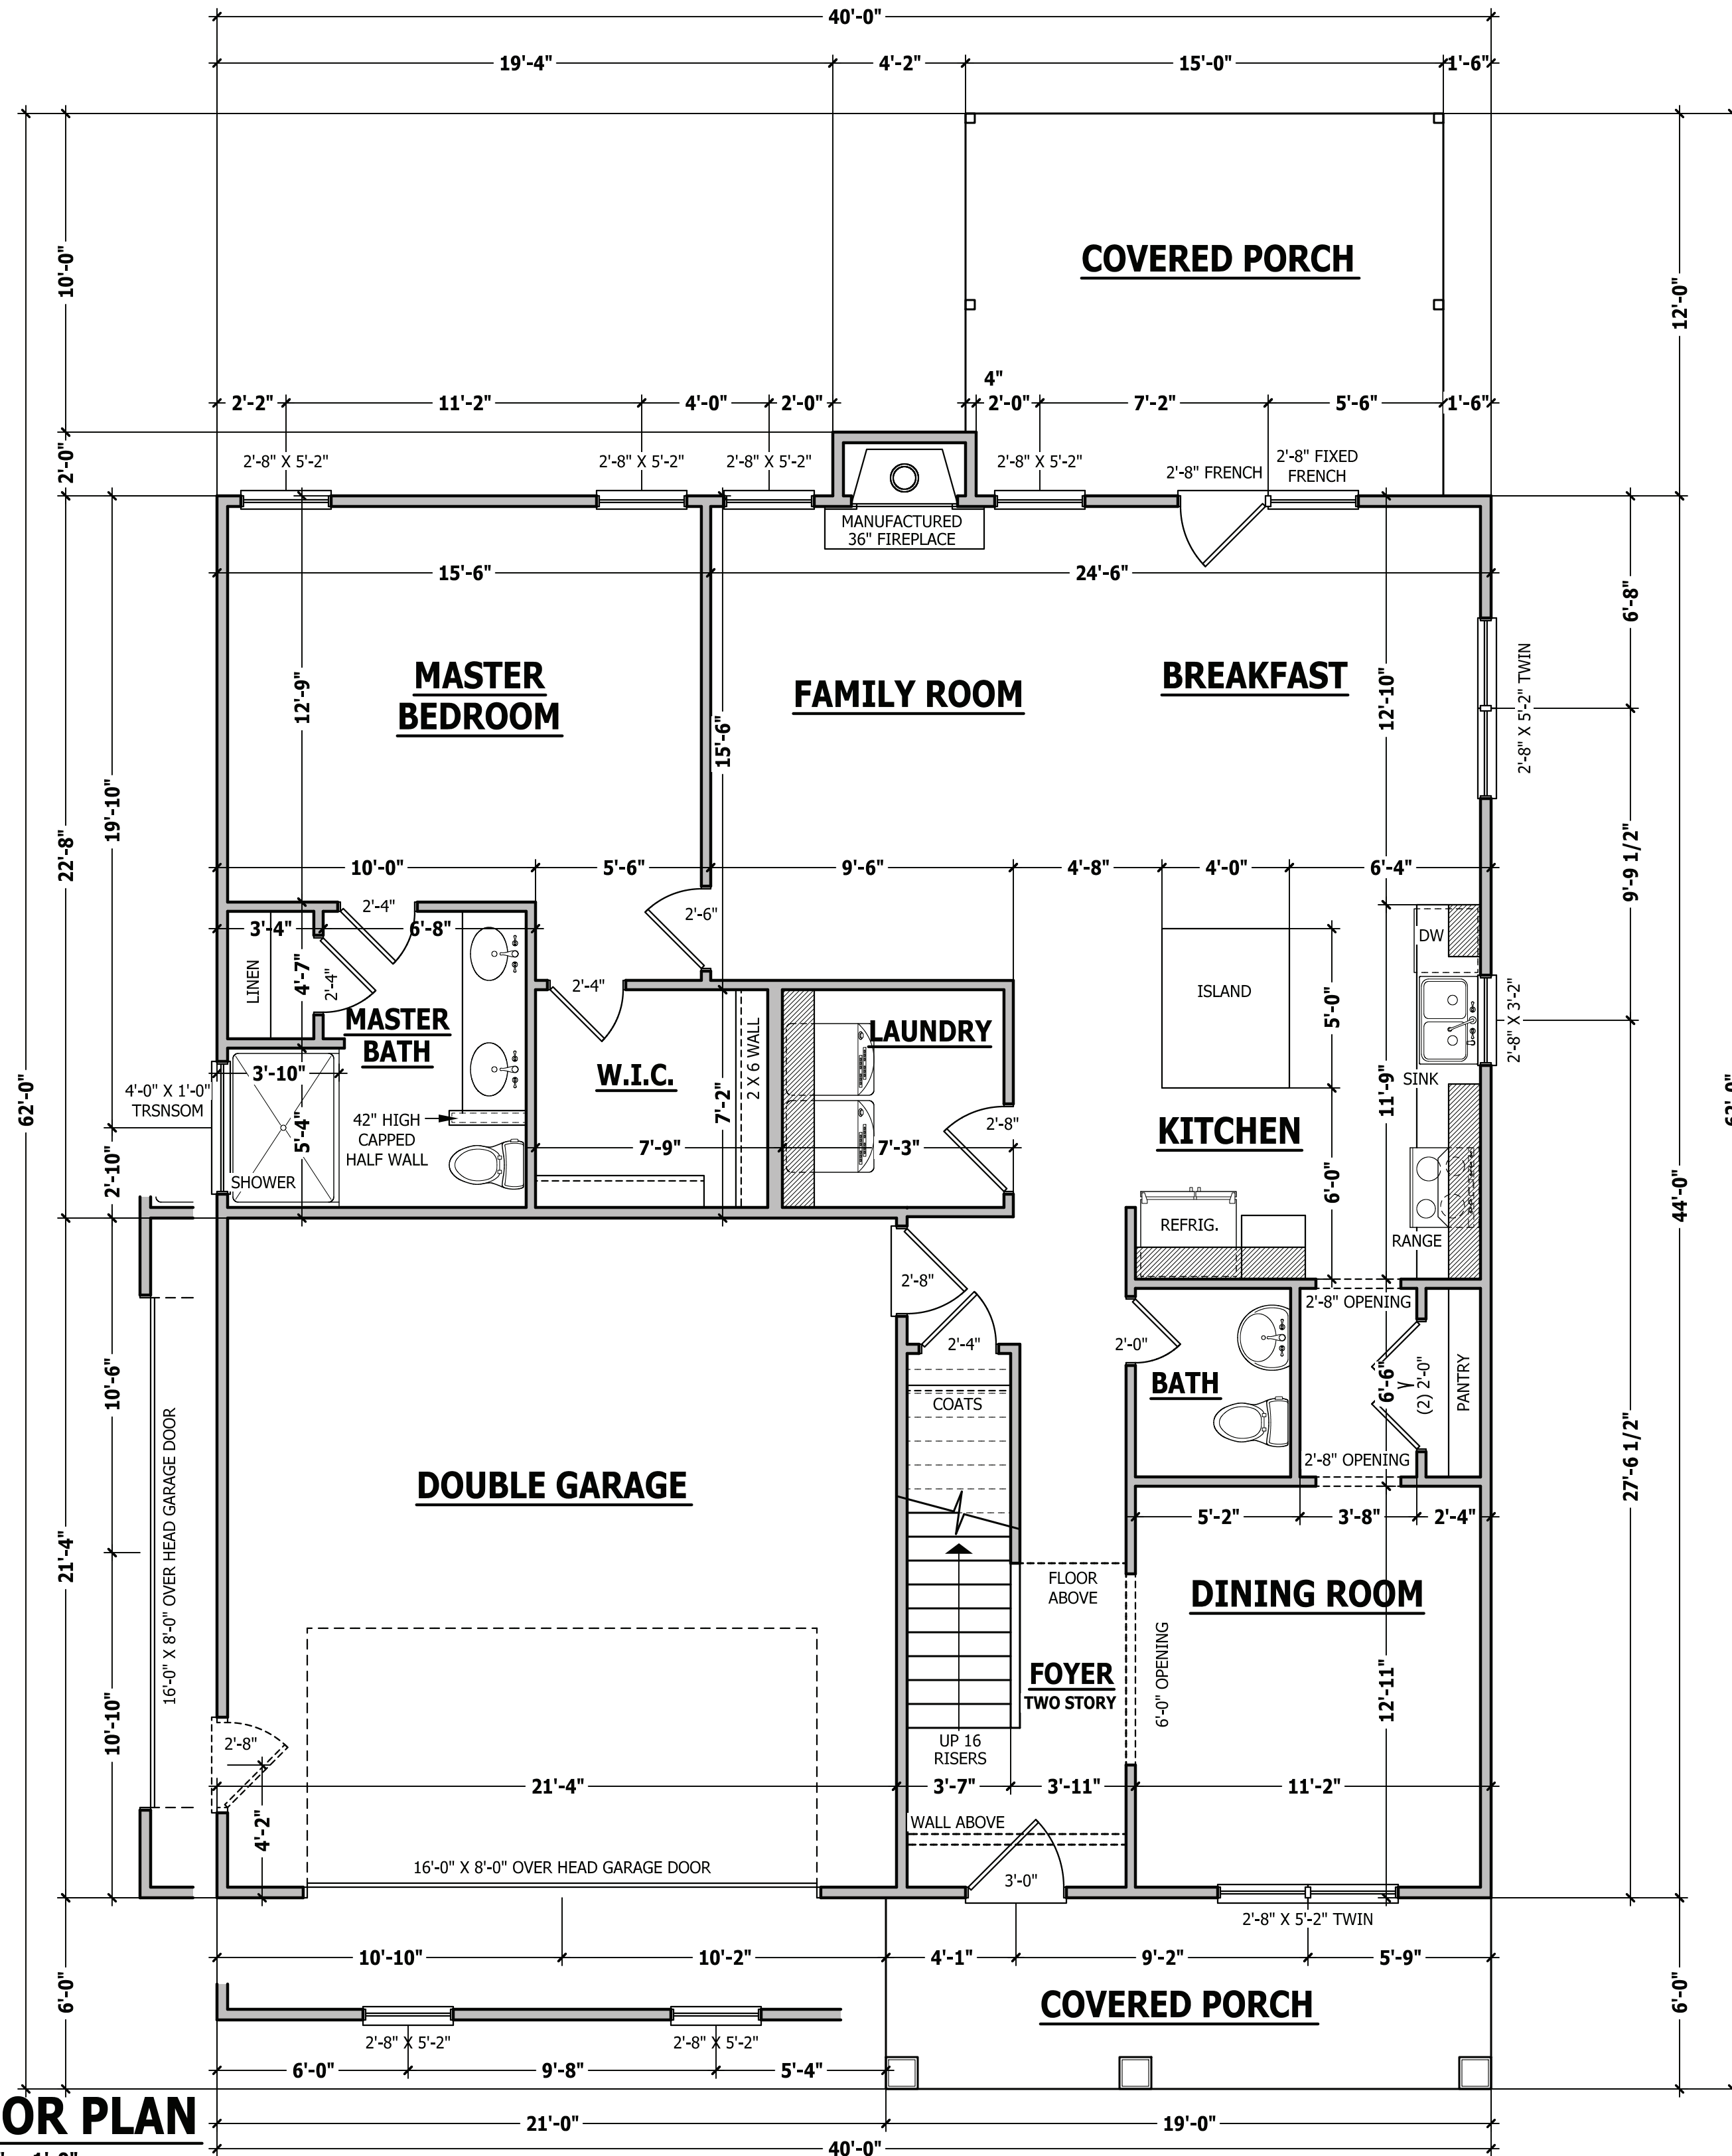 40'-0"
19'-4"
4'-2"
15'-0"
1'-6"
COVERED PORCH
10'-0"
12'-0"
4"
2'-2"
11'-2"
4'-0"
2'-0"
2'-0"
7'-2"
5'-6"
1'-6"
2'-0"
2'-8" X 5'-2"
2'-8" X 5'-2"
2'-8" X 5'-2"
2'-8" X 5'-2"
2'-8" FRENCH
2'-8" FIXED
FRENCH
MANUFACTURED
36" FIREPLACE
15'-6"
24'-6"
6'-8"
MASTER
BEDROOM
12'-9"
FAMILY ROOM
BREAKFAST
15'-6"
12'-10"
2'-8" X 5'-2" TWIN
19'-10"
22'-8"
10'-0"
5'-6"
9'-6"
4'-8"
4'-0"
6'-4"
9'-9 1/2"
2'-4"
2'-6"
3'-4"
6'-8"
DW
LINEN
4'-7"
2'-4"
2'-4"
ISLAND
5'-0"
2'-8" X 3'-2"
MASTER
BATH
LAUNDRY
2 X 6 WALL
W.I.C.
3'-10"
SINK
62'-0"
62'-0"
4'-0" X 1'-0"
TRSNSOM
5'-4"
42" HIGH
CAPPED
HALF WALL
7'-2"
11'-9"
2'-8"
KITCHEN
7'-9"
7'-3"
2'-10"
SHOWER
6'-0"
44'-0"
REFRIG.
RANGE
2'-8"
2'-8" OPENING
2'-4"
2'-0"
10'-6"
BATH
6'-6"
(2) 2'-0"
PANTRY
COATS
2'-8" OPENING
DOUBLE GARAGE
27'-6 1/2"
5'-2"
3'-8"
2'-4"
16'-0" X 8'-0" OVER HEAD GARAGE DOOR
21'-4"
FLOOR
ABOVE
DINING ROOM
FOYER
TWO STORY
6'-0" OPENING
12'-11"
10'-10"
2'-8"
UP 16
RISERS
21'-4"
3'-7"
3'-11"
11'-2"
4'-2"
WALL ABOVE
16'-0" X 8'-0" OVER HEAD GARAGE DOOR
3'-0"
2'-8" X 5'-2" TWIN
10'-10"
10'-2"
4'-1"
9'-2"
5'-9"
6'-0"
6'-0"
COVERED PORCH
2'-8" X 5'-2"
2'-8" X 5'-2"
6'-0"
9'-8"
5'-4"
OR PLAN
21'-0"
19'-0"
40'-0"